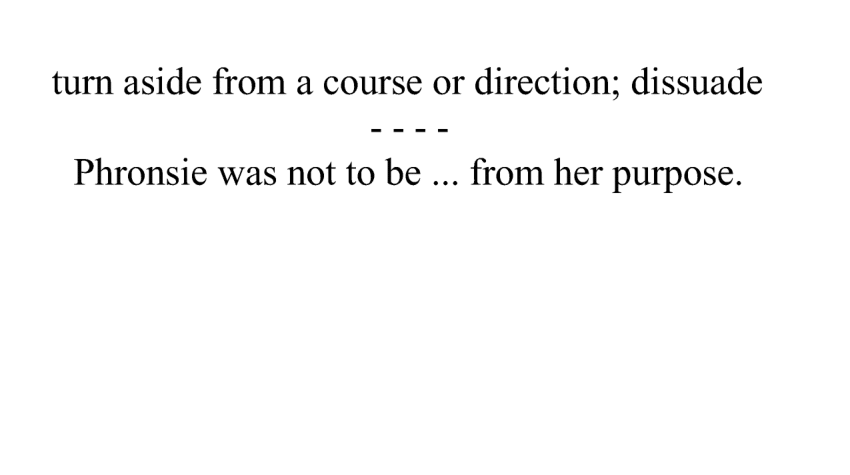 turn aside from a course or direction; dissuade
- - - -
Phronsie was not to be ... from her purpose.